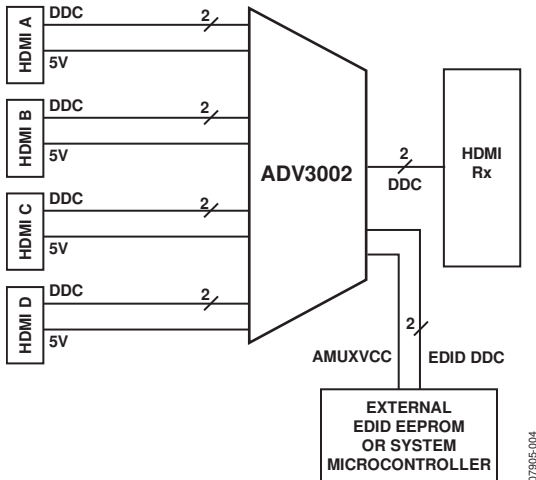 HDMI A
DDC
2
5V
HDMI B
DDC
2
5V
HDMI C
DDC
2
5V
HDMI D
DDC
2
5V
ADV3002
2
DDC
HDMI
Rx
2
AMUXVCC
EDID DDC
EXTERNAL
EDID EEPROM
OR SYSTEM
MICROCONTROLLER
07905-004